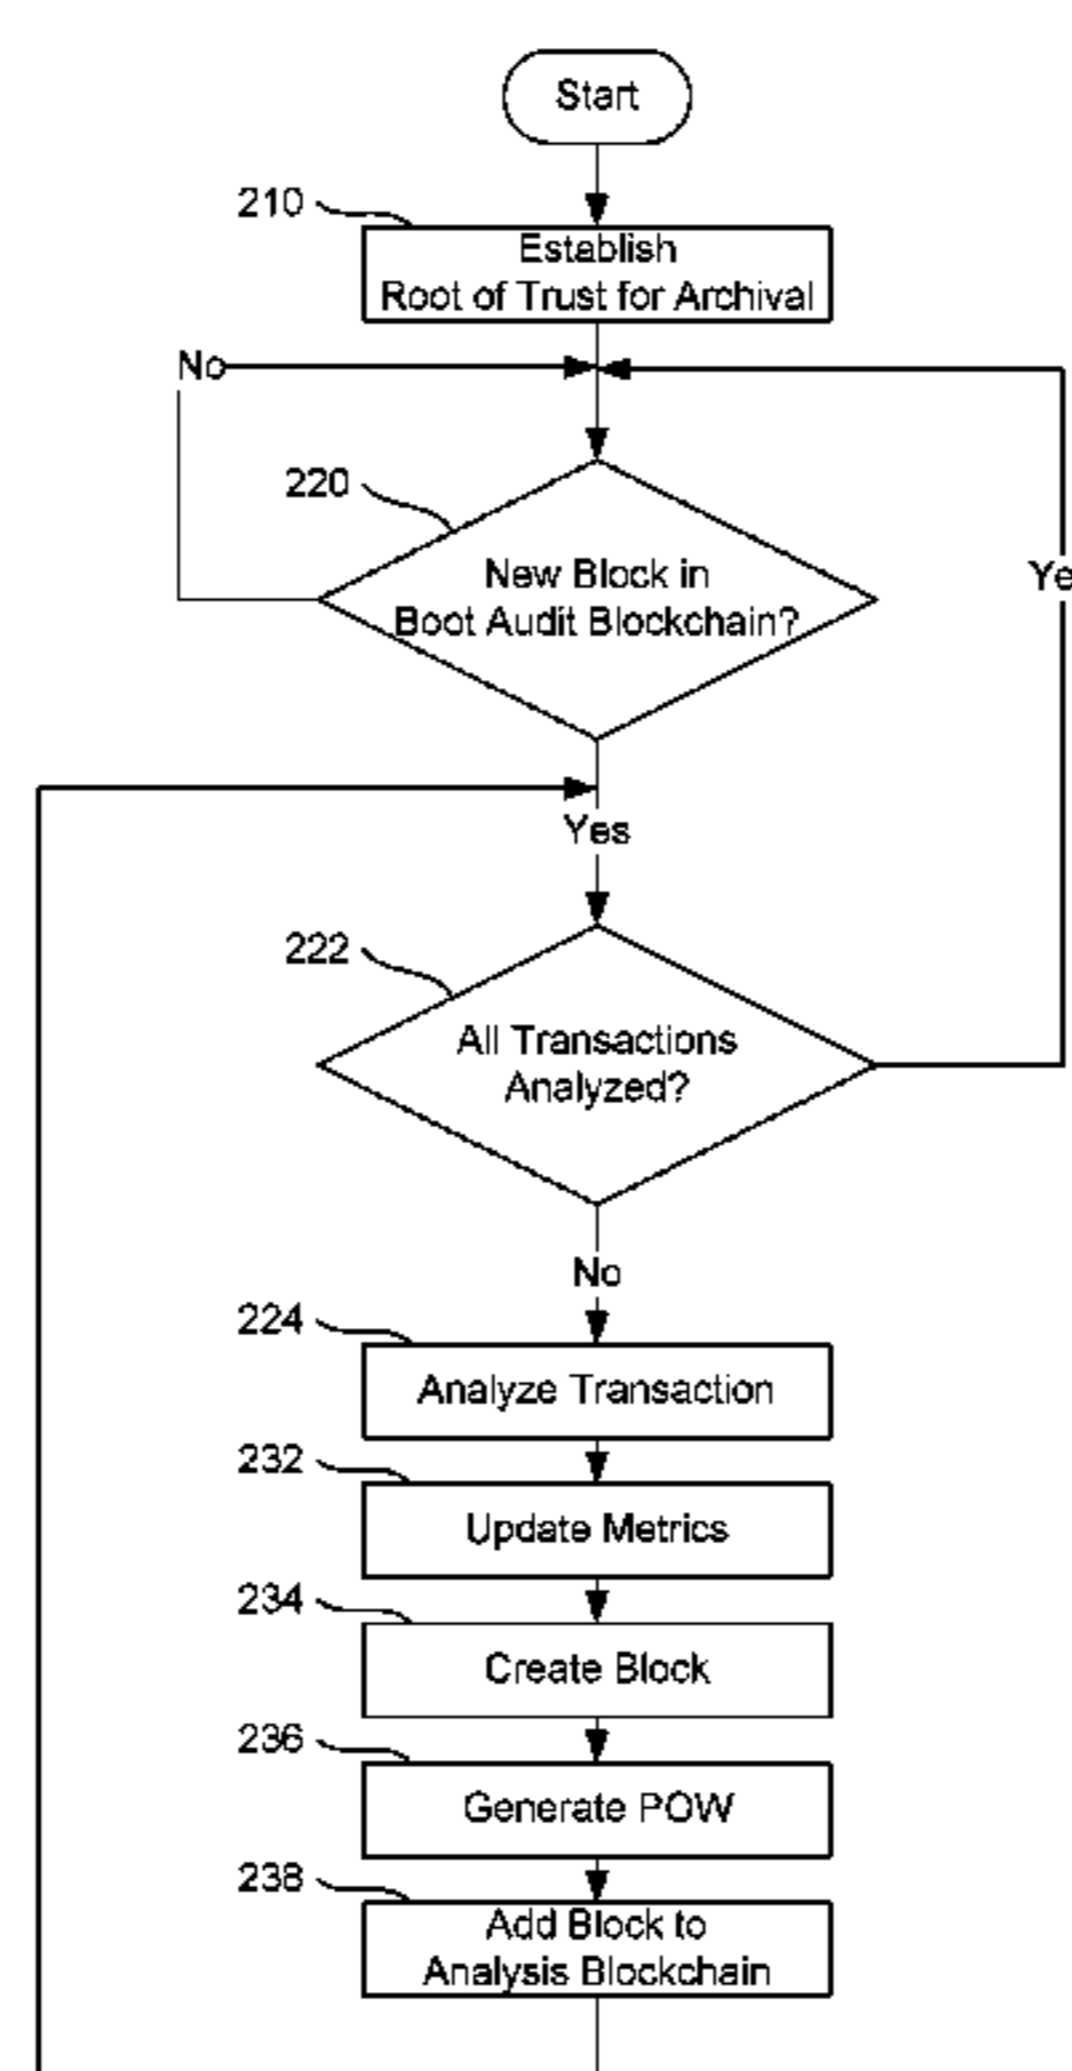 Start
210
Establish
Root of Trust for Archival
No
220
New Block in
Boot Audit Blockchain?
Ye
Yes
222
All Transactions
Analyzed?
No
224
Analyze Transaction
232
Update Metrics
234
Create Block
236
Generate POW
238
Add Block to
Analysis Blockchain